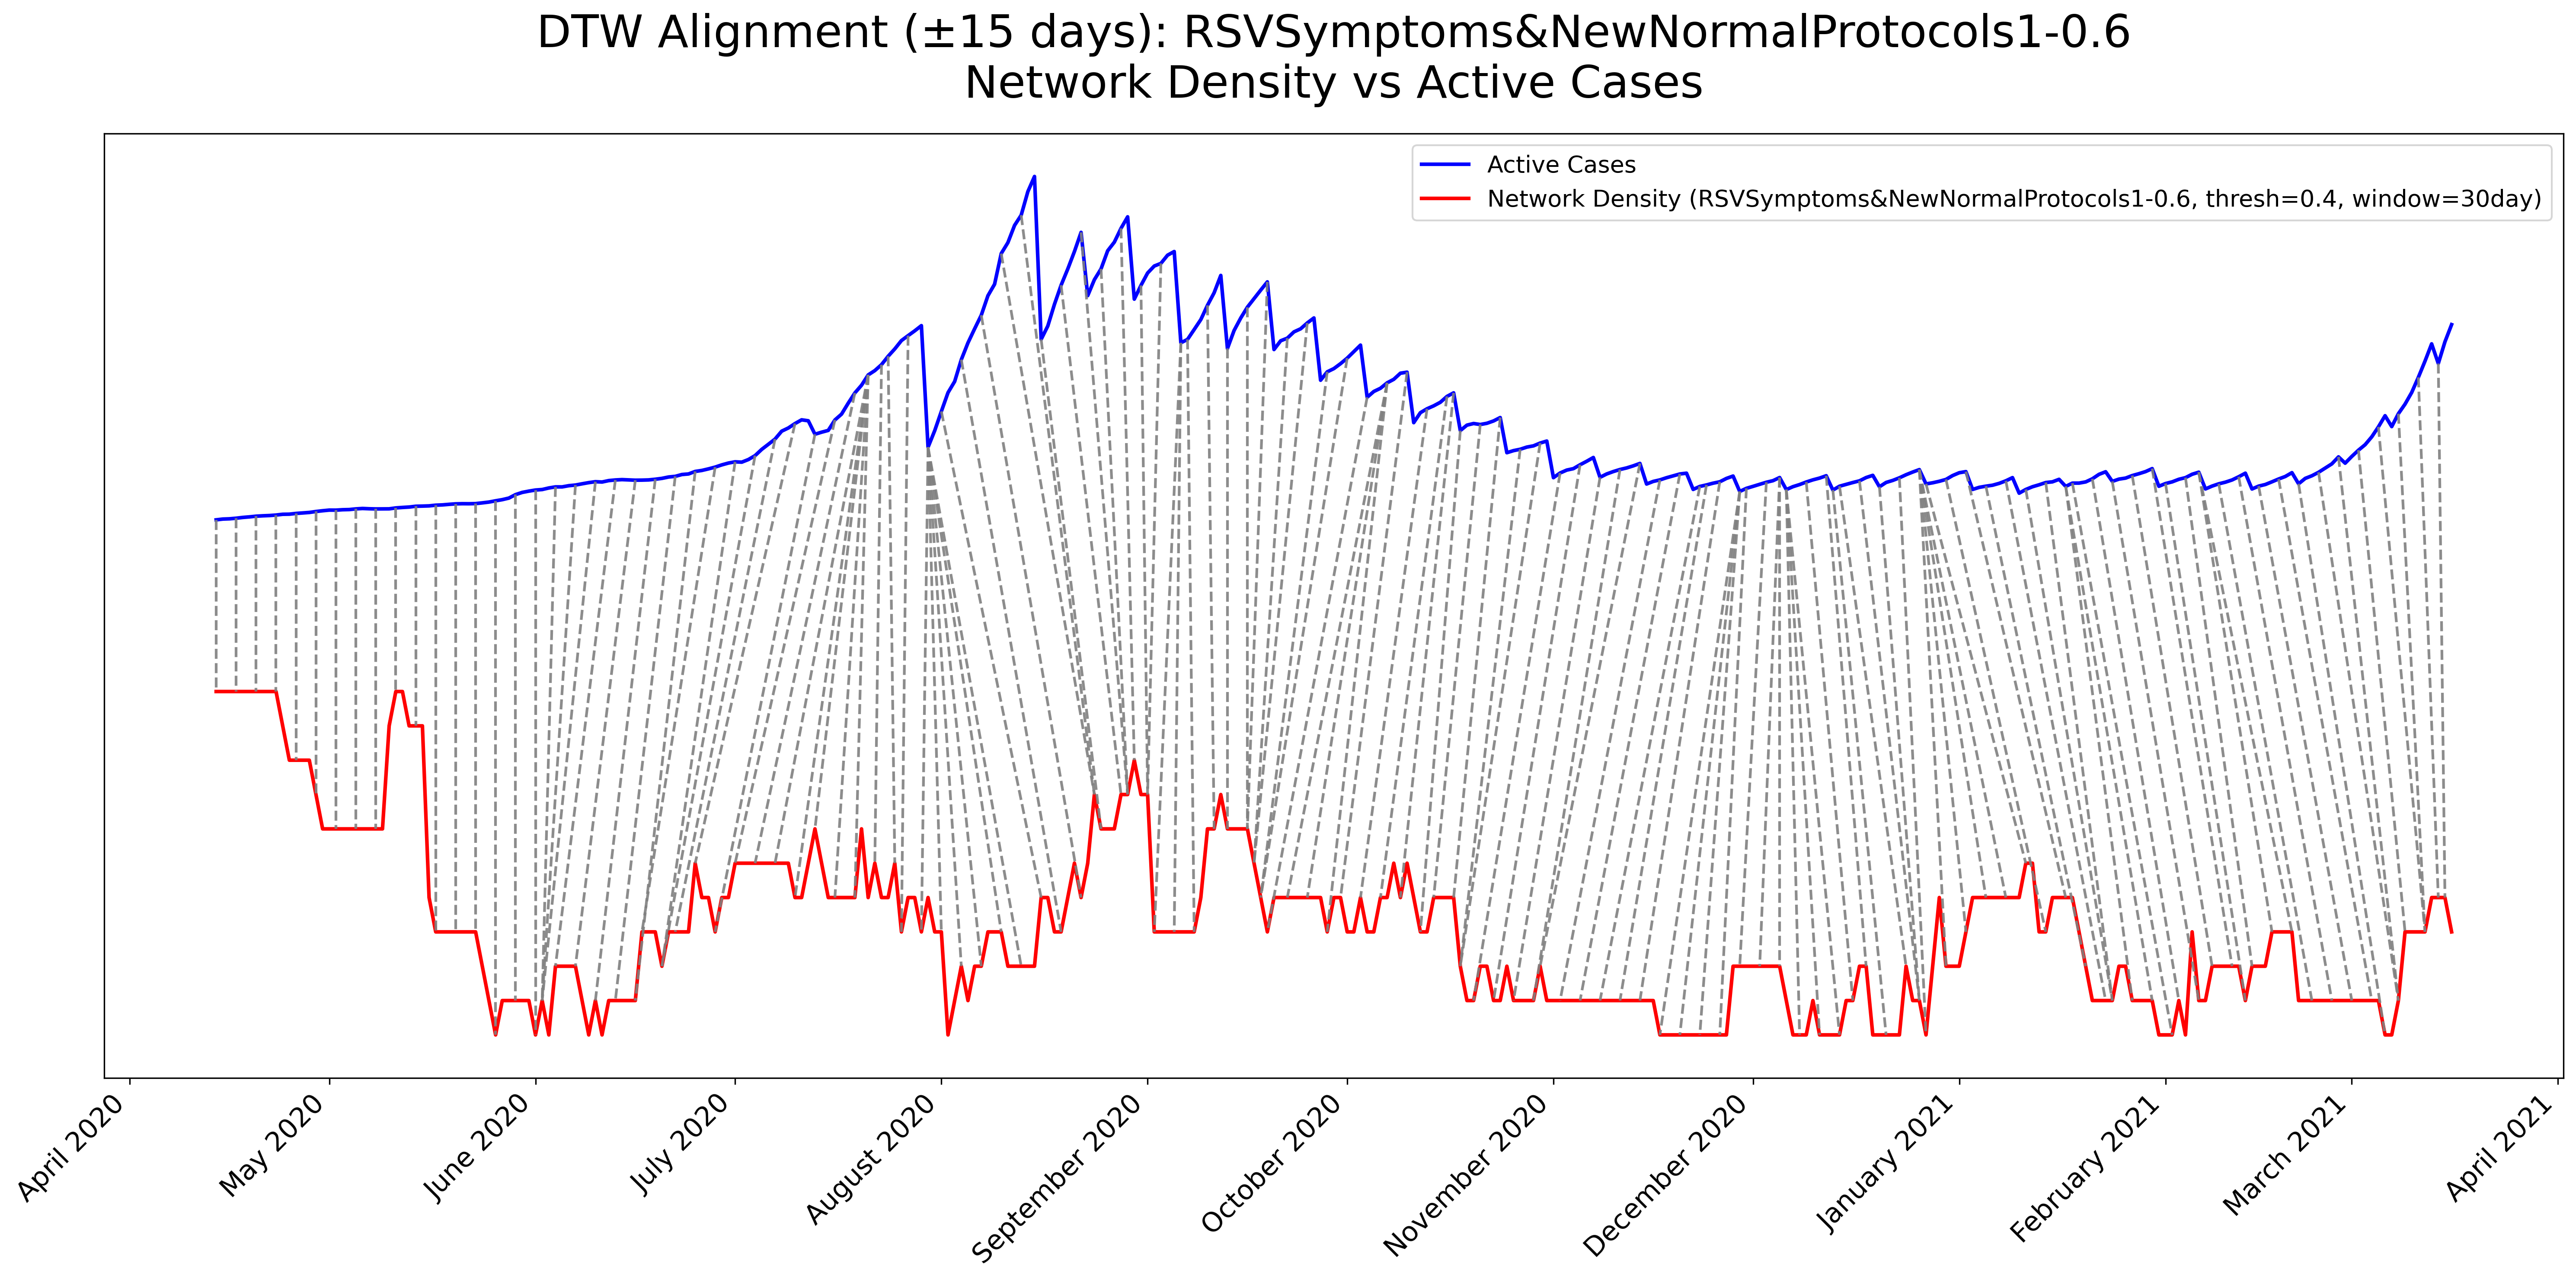 DTW Alignment (±15 days): RSVSymptoms&NewNormalProtocols1-0.6
Network Density vs Active Cases
Active Cases
Network Density (RSVSymptoms&NewNormalProtocols1-0.6, thresh=0.4, window=30day)
April 2020
May 2020
June 2020
July 2020
August 2020
September 2020
October 2020
November 2020
December 2020
January 2021
February 2021
March 2021
April 2021